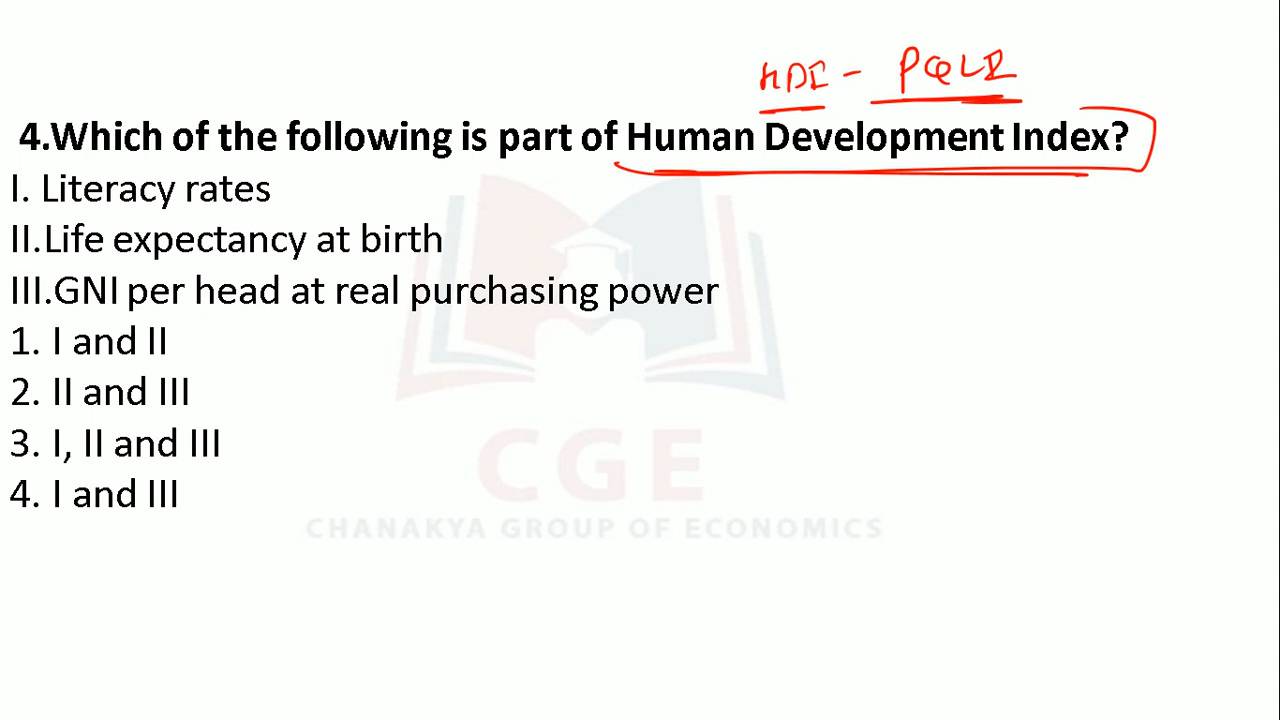 HDI - PQLI
4.Which of the following is part of Human Development Index?
I. Literacy rates
II.Life expectancy at birth
III.GNI per head at real purchasing power
1. I and II
2. II and III
3. I, II and III
4. I and III
CGE
CHANAKYA GROUP OF ECONOMICS